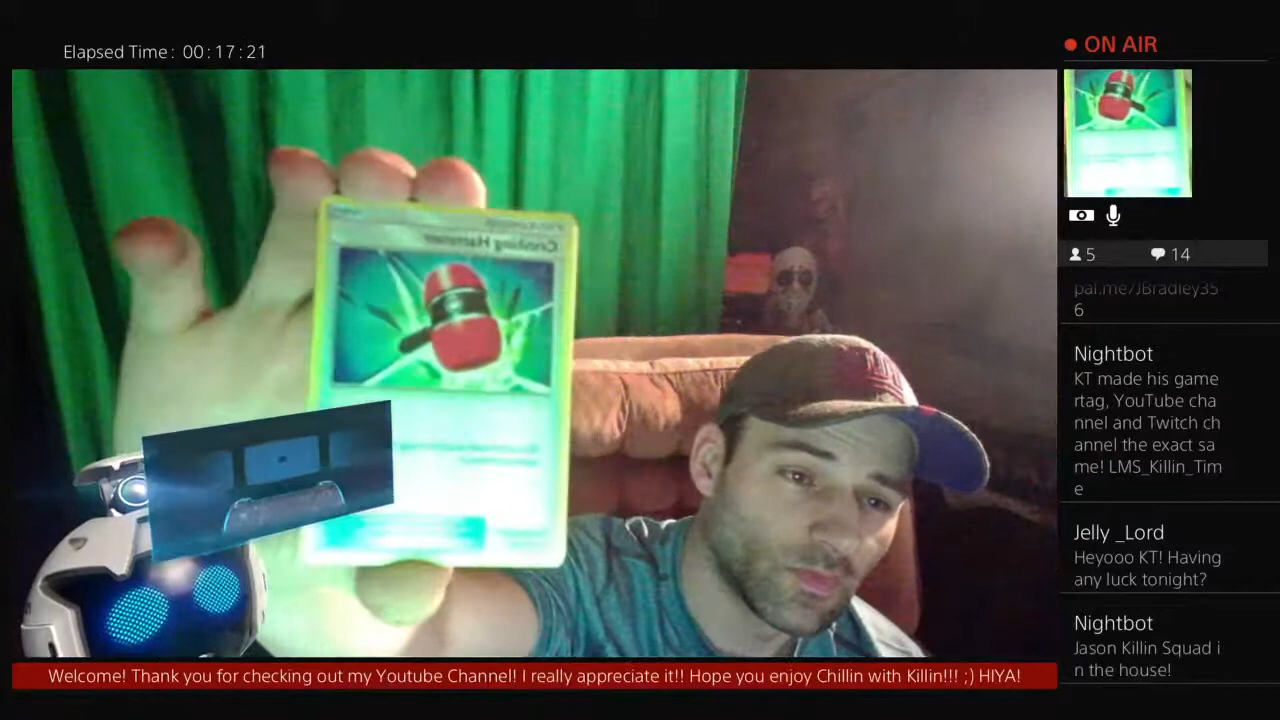 Elapsed Time: 00:17:21
ON AIR
Crushing Hammer
5
14
pal.me/JBradley35
6
Nightbot
KT made his game
rtag, YouTube cha
nnel and Twitch ch
annel the exact sa
me! LMS_Killin_Tim
e
Jelly _Lord
Heyooo KT! Having
any luck tonight?
Nightbot
Jason Killin Squad i
n the house!
Welcome! Thank you for checking out my Youtube Channel! I really appreciate it!! Hope you enjoy Chillin with Killin!!! ;) HIYA!